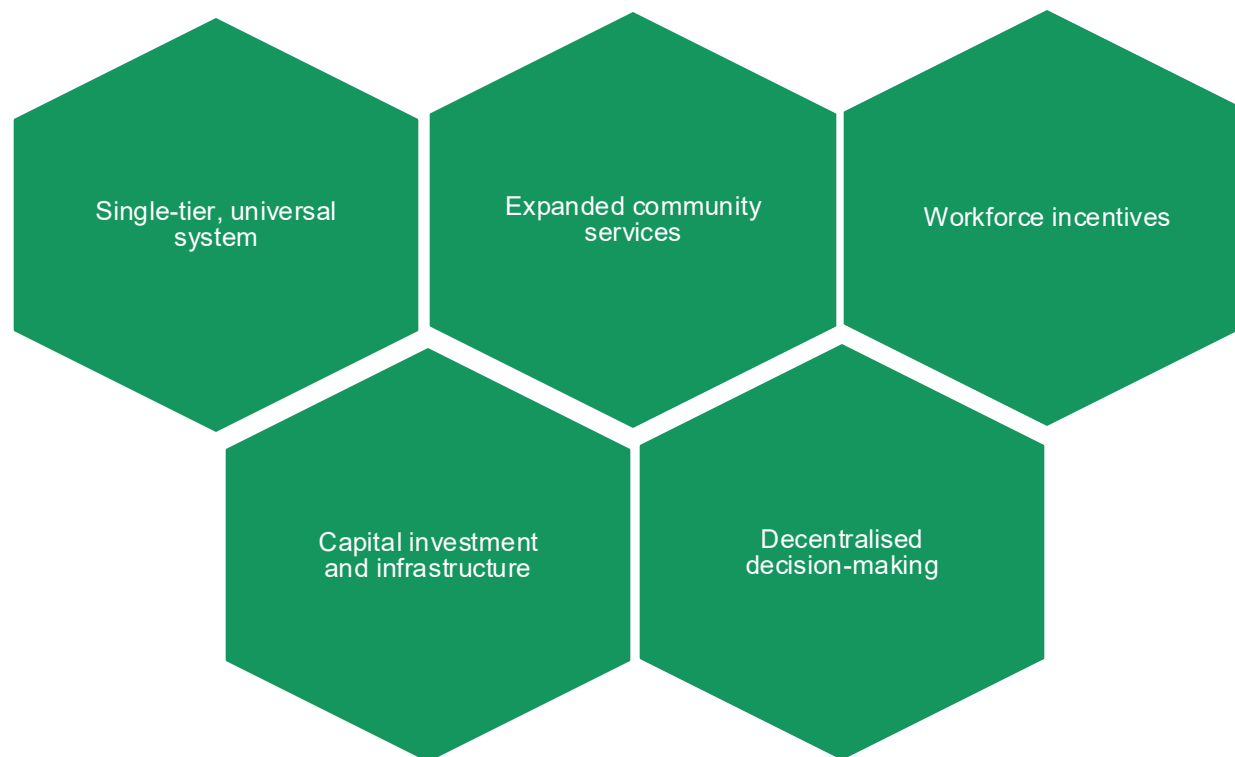 Single-tier, universal
system
Expanded community
services
Workforce incentives
Capital investment
and infrastructure
Decentralised
decision-making